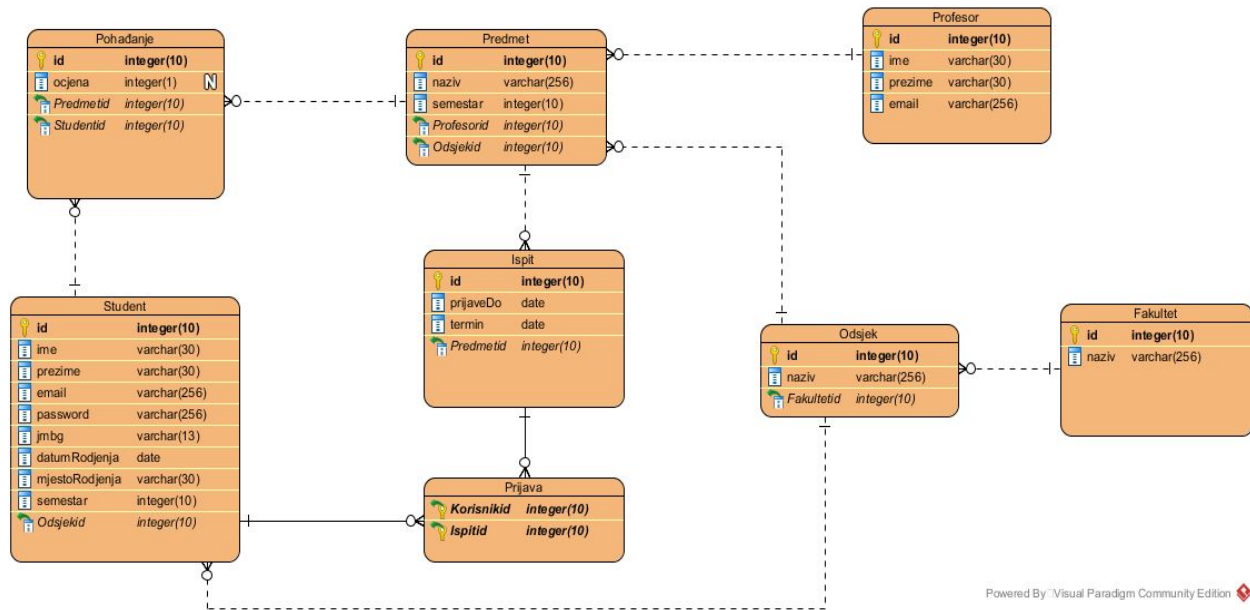 Pohađanje
id integer(10)
ocjena integer(1) N
Predmetid integer(10)
Studentid integer(10)
Predmet
id integer(10)
naziv varchar(256)
semestar integer(10)
Profesorid integer(10)
Odsjekid integer(10)
Profesor
id integer(10)
ime varchar(30)
prezime varchar(30)
email varchar(256)
Ispit
id integer(10)
prijaveDo date
termin date
Predmetid integer(10)
Student
id integer(10)
ime varchar(30)
prezime varchar(30)
email varchar(256)
password varchar(256)
jmbg varchar(13)
datumRodjenja date
mjestoRodjenja varchar(30)
semestar integer(10)
Odsjekid integer(10)
Odsjek
id integer(10)
naziv varchar(256)
Fakultetid integer(10)
Fakultet
id integer(10)
naziv varchar(256)
Prijava
Korisnikid integer(10)
Ispitid integer(10)
Powered By Visual Paradigm Community Edition